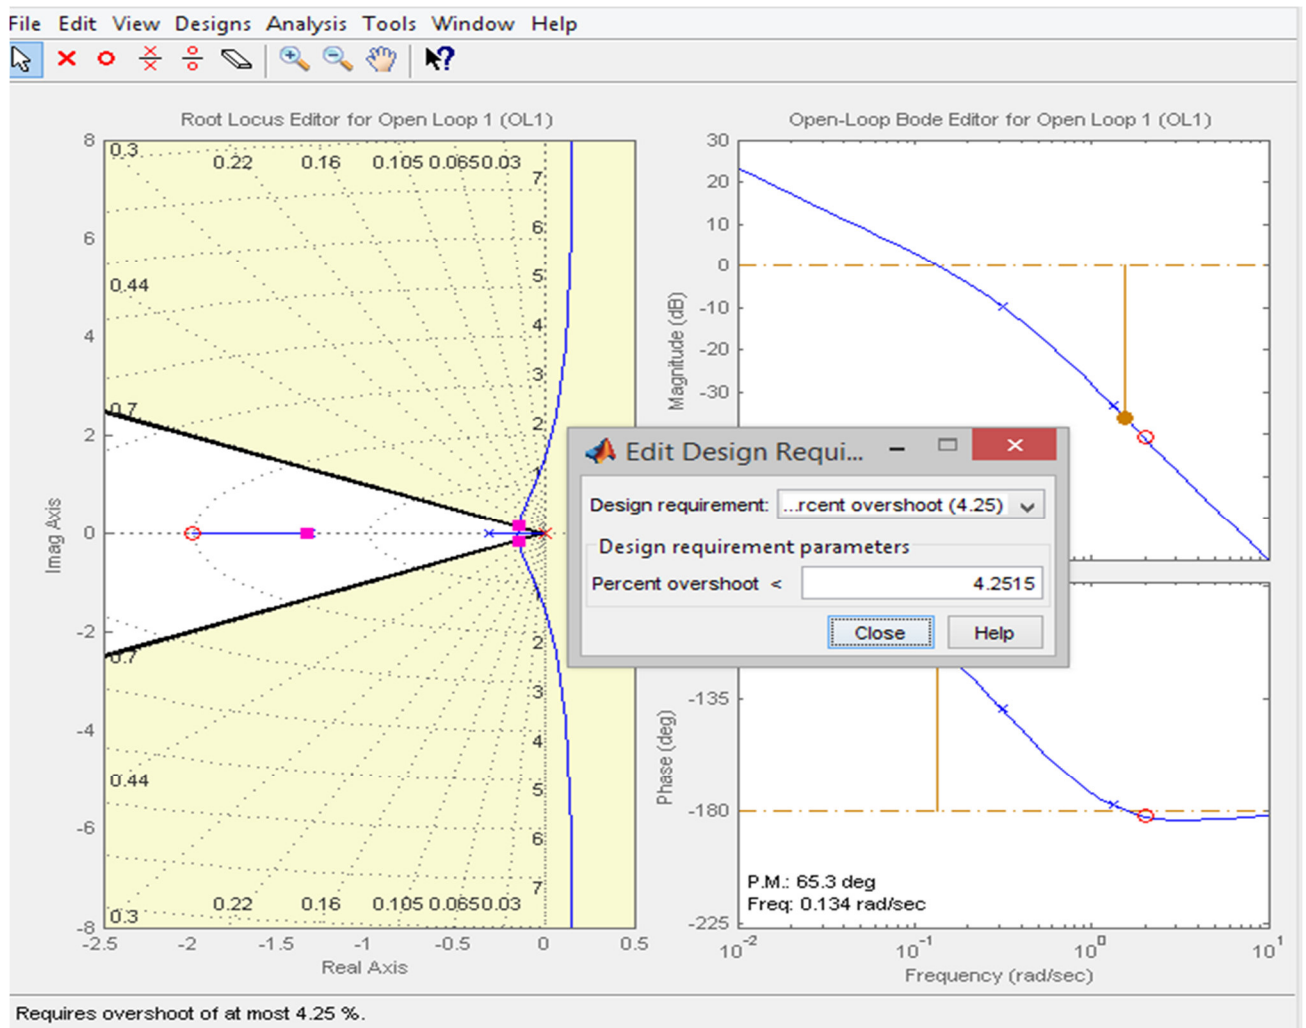 File Edit View Designs Analysis Tools Window Help
Root Locus Editor for Open Loop 1 (OL1)
0.3 0.22 0.16 0.105 0.065 0.03
8
6
4
2
0
-2
-4
-6
-8
0.44
0.7
7
6
5
4
3
2
1
1
2
3
4
5
6
7
0.7
0.44
0.3 0.22 0.16 0.105 0.065 0.03
Imag Axis
-2.5 -2 -1.5 -1 -0.5 0 0.5
Real Axis
Open-Loop Bode Editor for Open Loop 1 (OL1)
30
20
10
0
-10
-20
-30
Magnitude (dB)
Edit Design Requi...
Design requirement: ...rcent overshoot (4.25)
Design requirement parameters
Percent overshoot < 4.2515
Close Help
-135
-180
-225
Phase (deg)
P.M.: 65.3 deg
Freq: 0.134 rad/sec
10-2 10-1 100 101
Frequency (rad/sec)
Requires overshoot of at most 4.25 %.